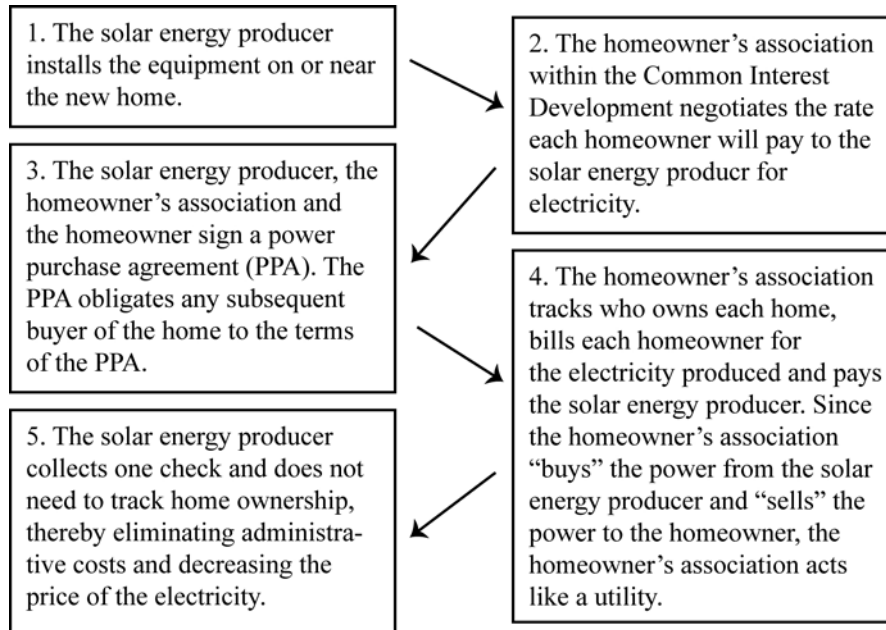 1. The solar energy producer
installs the equipment on or near
the new home.
2. The homeowner’s association
within the Common Interest
Development negotiates the rate
each homeowner will pay to the
solar energy producr for
electricity.
3. The solar energy producer, the
homeowner’s association and
the homeowner sign a power
purchase agreement (PPA). The
PPA obligates any subsequent
buyer of the home to the terms
of the PPA.
4. The homeowner’s association
tracks who owns each home,
bills each homeowner for
the electricity produced and pays
the solar energy producer. Since
the homeowner’s association
“buys” the power from the solar
energy producer and “sells” the
power to the homeowner, the
homeowner’s association acts
like a utility.
5. The solar energy producer
collects one check and does not
need to track home ownership,
thereby eliminating administra-
tive costs and decreasing the
price of the electricity.